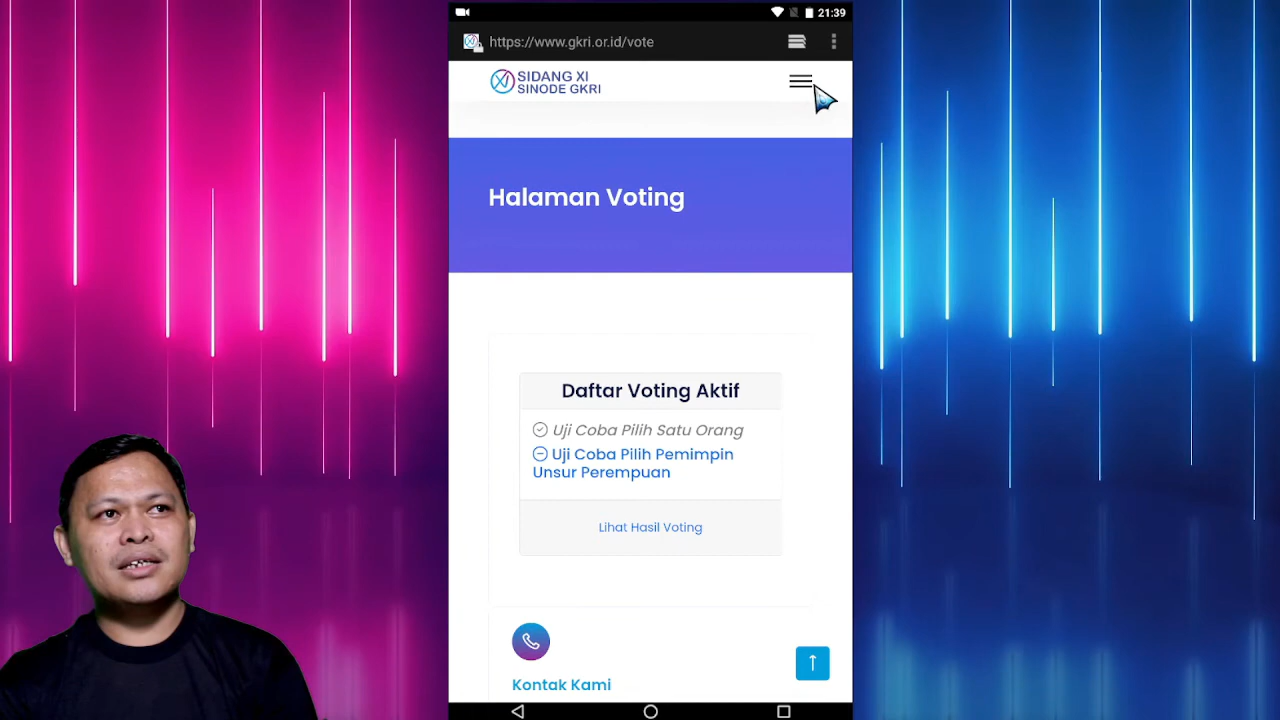 21:39
https://www.gkri.or.id/vote
SIDANG XI
SINODE GKRI
Halaman Voting
Daftar Voting Aktif
Uji Coba Pilih Satu Orang
Uji Coba Pilih Pemimpin
Unsur Perempuan
Lihat Hasil Voting
Kontak Kami